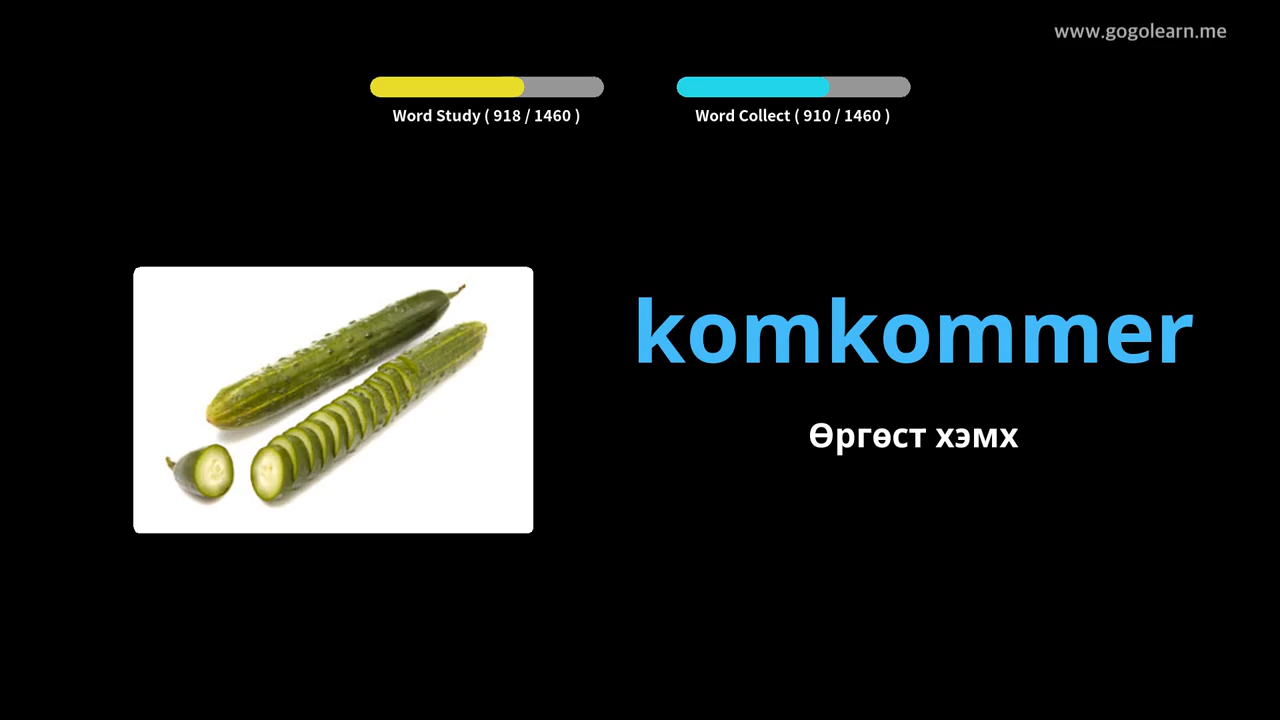 www.gogolearn.me
Word Study ( 918 / 1460 )
Word Collect ( 910 / 1460 )
komkommer
Өргөст хэмх